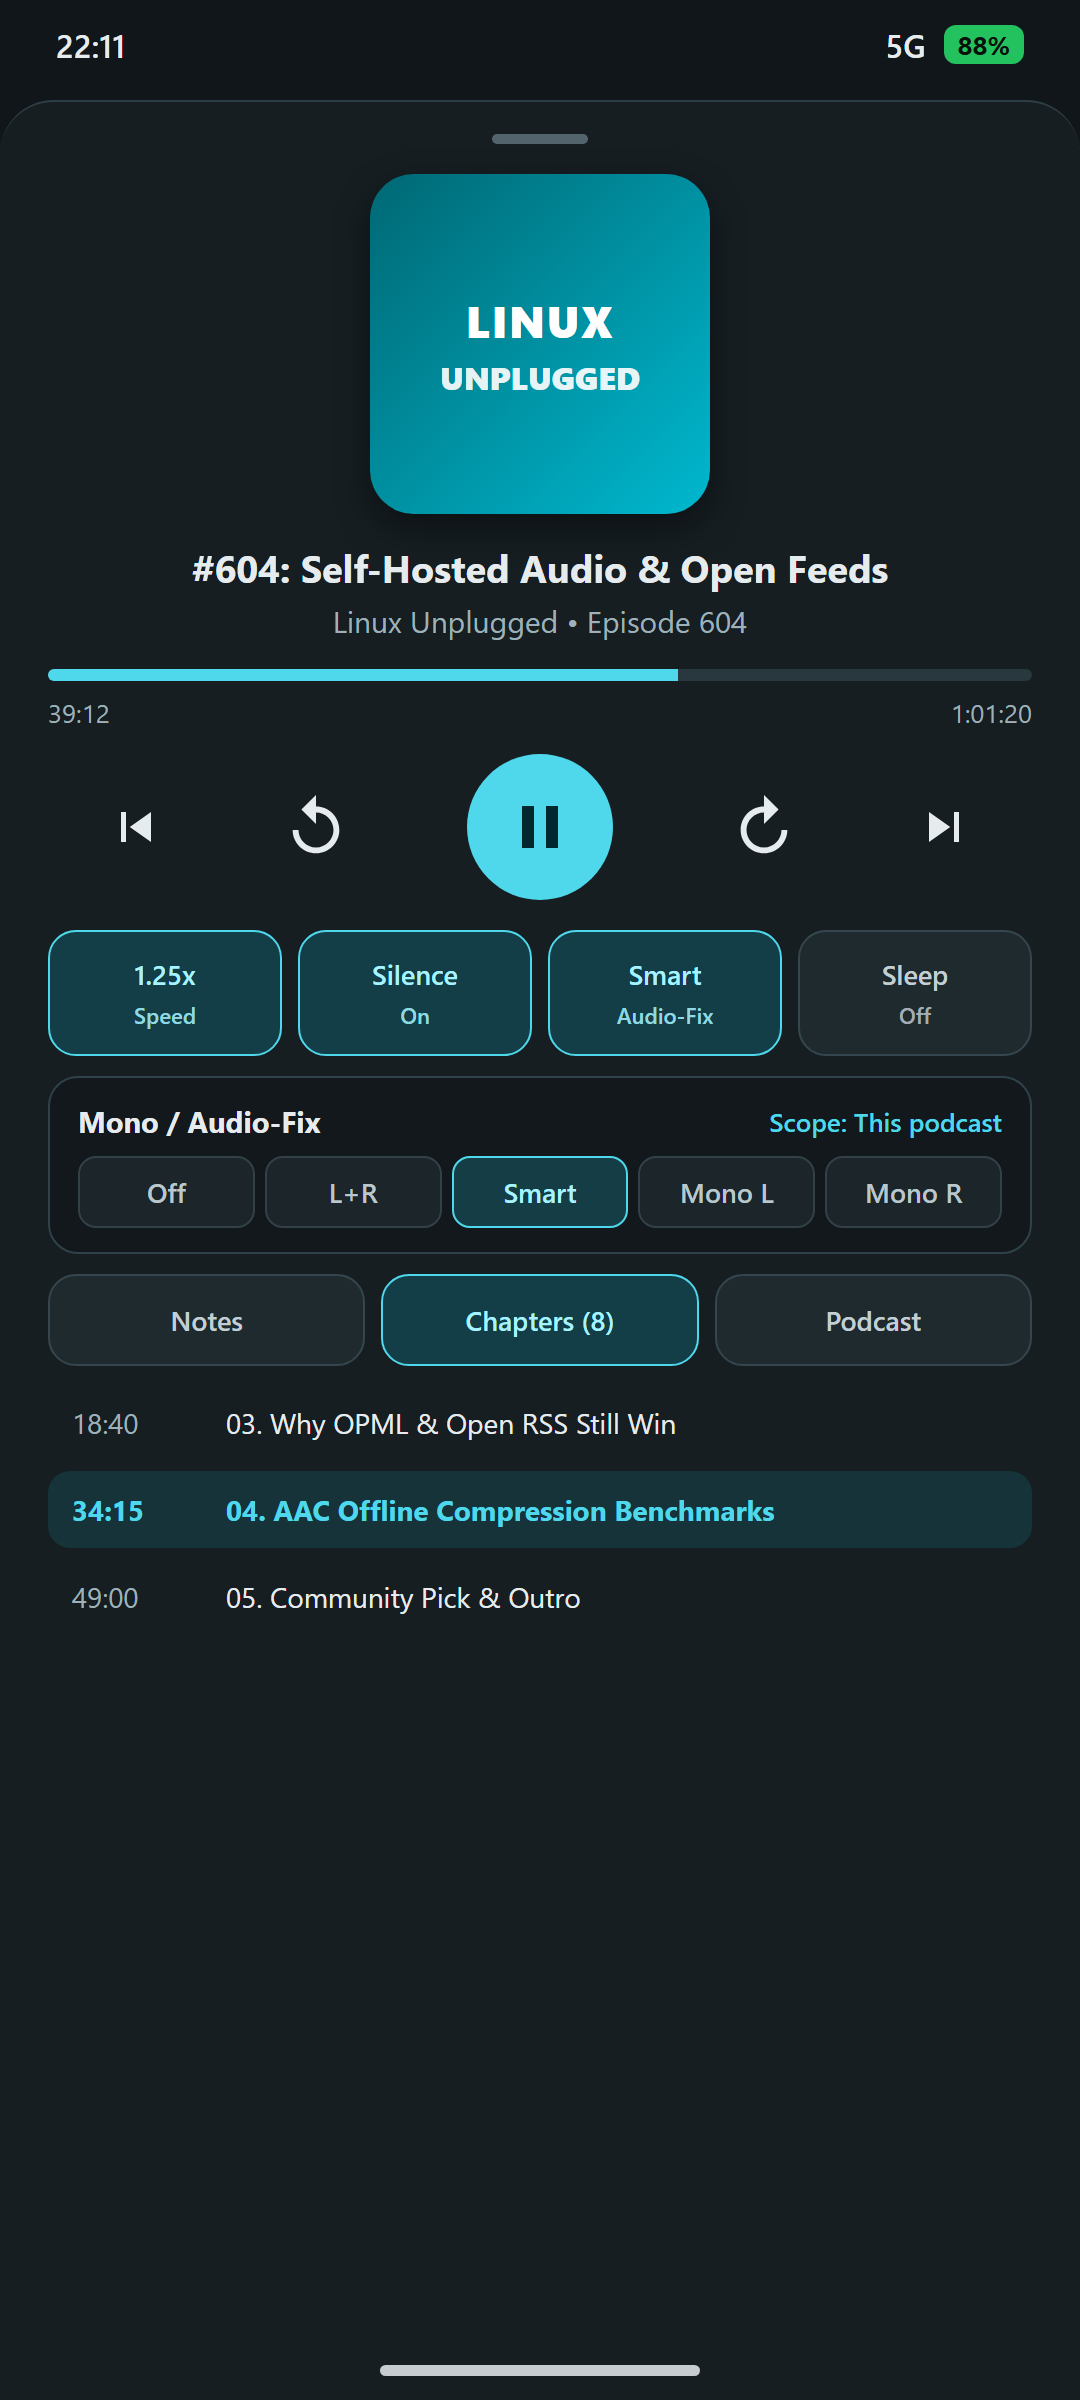 22:11
5G 88%
LINUX
UNPLUGGED
#604: Self-Hosted Audio & Open Feeds
Linux Unplugged • Episode 604
39:12 1:01:20
1.25x Silence Smart Sleep
Speed On Audio-Fix Off
Mono / Audio-Fix Scope: This podcast
Off L+R Smart Mono L Mono R
Notes Chapters (8) Podcast
18:40 03. Why OPML & Open RSS Still Win
34:15 04. AAC Offline Compression Benchmarks
49:00 05. Community Pick & Outro